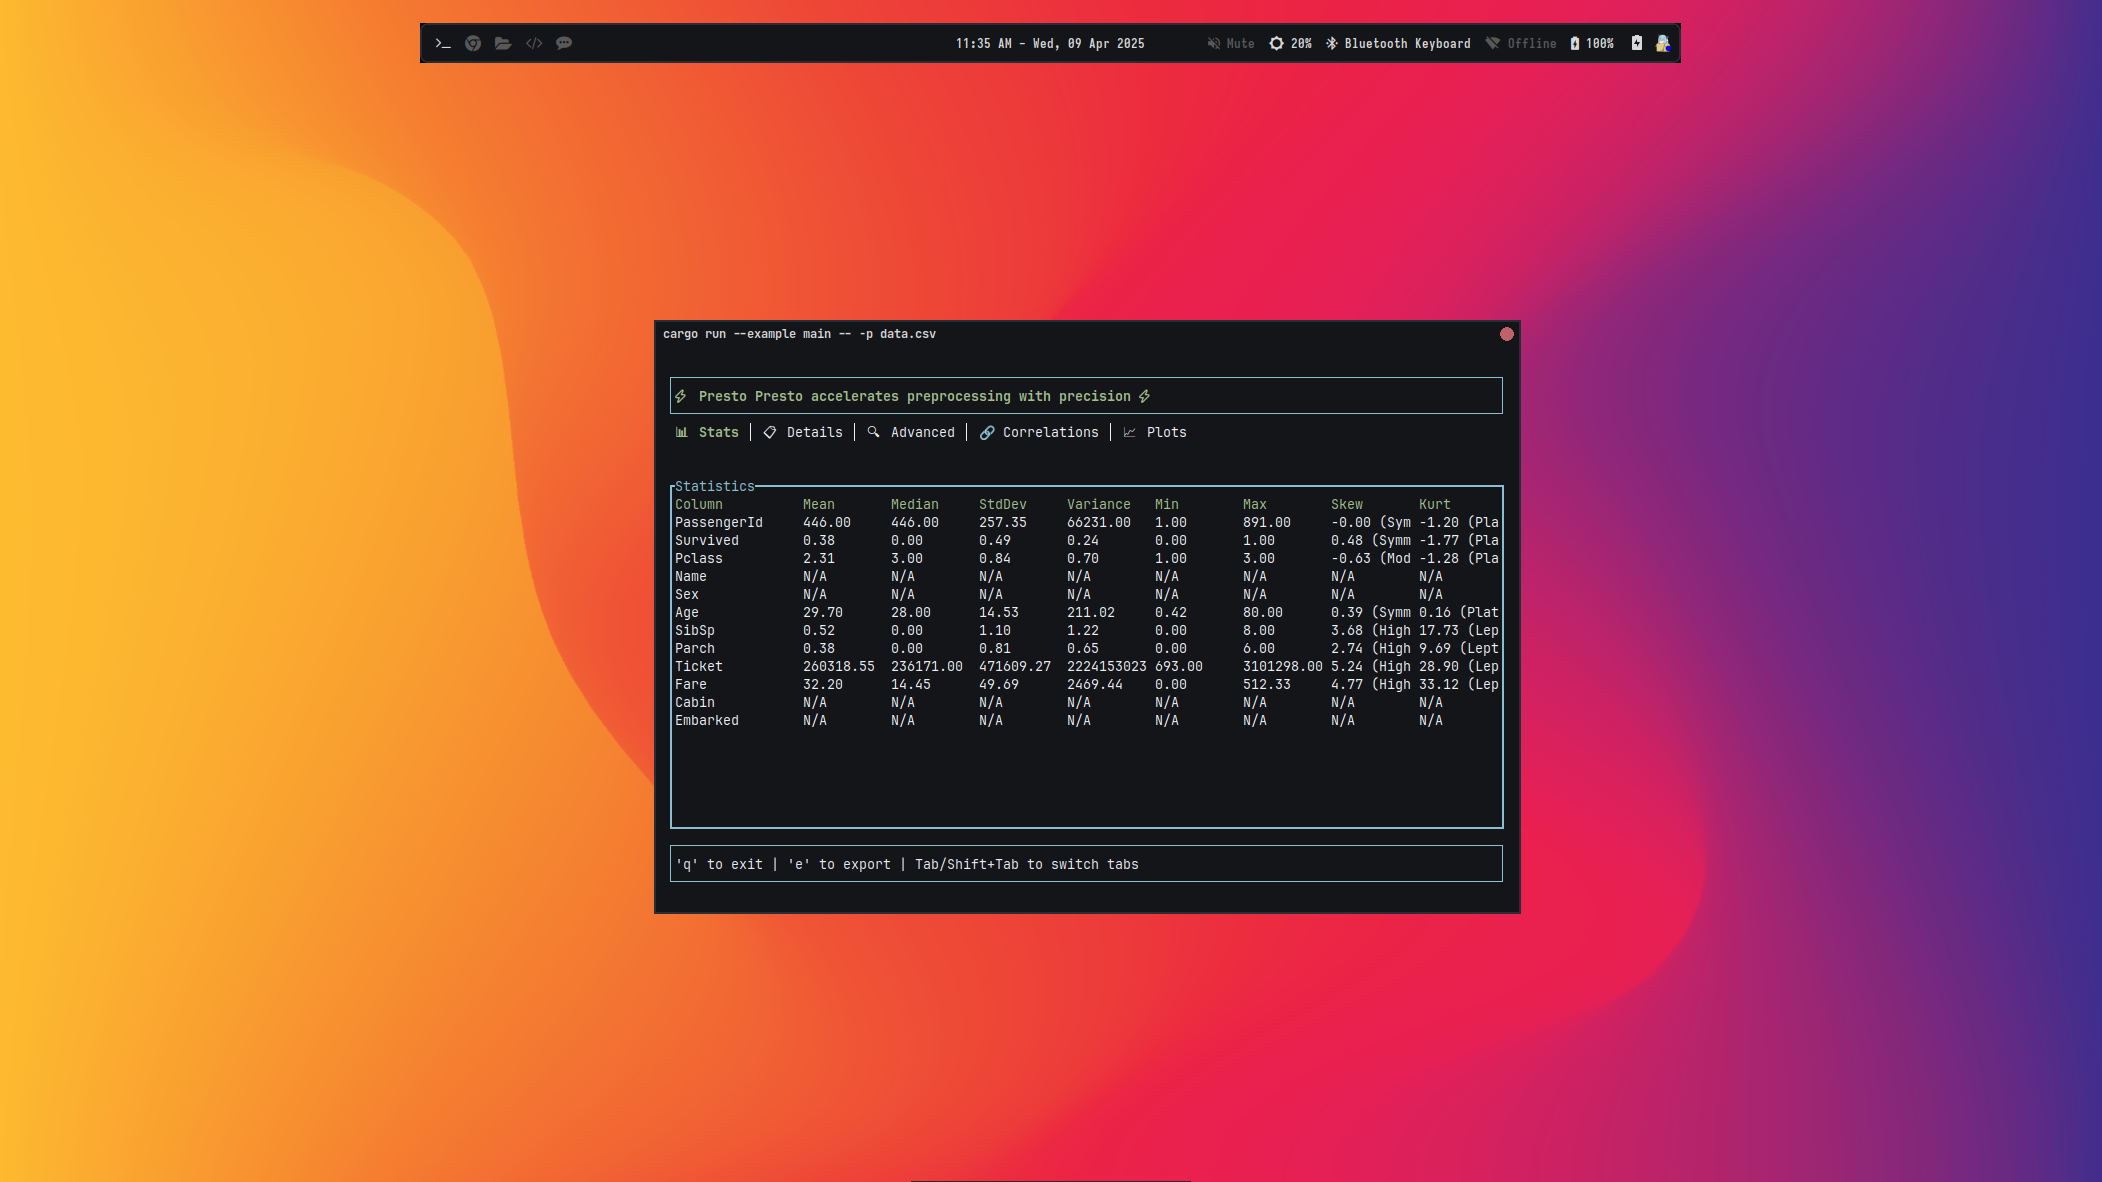 11:35 AM - Wed, 09 Apr 2025 Mute 20% Bluetooth Keyboard Offline 100%
cargo run --example main -- -p data.csv
Presto Presto accelerates preprocessing with precision
Stats | Details | Advanced | Correlations | Plots
Statistics
Column Mean Median StdDev Variance Min Max Skew Kurt
PassengerId 446.00 446.00 257.35 66231.00 1.00 891.00 -0.00 (Sym -1.20 (Pla
Survived 0.38 0.00 0.49 0.24 0.00 1.00 0.48 (Symm -1.77 (Pla
Pclass 2.31 3.00 0.84 0.70 1.00 3.00 -0.63 (Mod -1.28 (Pla
Name N/A N/A N/A N/A N/A N/A N/A N/A
Sex N/A N/A N/A N/A N/A N/A N/A N/A
Age 29.70 28.00 14.53 211.02 0.42 80.00 0.39 (Symm 0.16 (Plat
SibSp 0.52 0.00 1.10 1.22 0.00 8.00 3.68 (High 17.73 (Lep
Parch 0.38 0.00 0.81 0.65 0.00 6.00 2.74 (High 9.69 (Lept
Ticket 260318.55 236171.00 471609.27 2224153023 693.00 3101298.00 5.24 (High 28.90 (Lep
Fare 32.20 14.45 49.69 2469.44 0.00 512.33 4.77 (High 33.12 (Lep
Cabin N/A N/A N/A N/A N/A N/A N/A N/A
Embarked N/A N/A N/A N/A N/A N/A N/A N/A
'q' to exit | 'e' to export | Tab/Shift+Tab to switch tabs